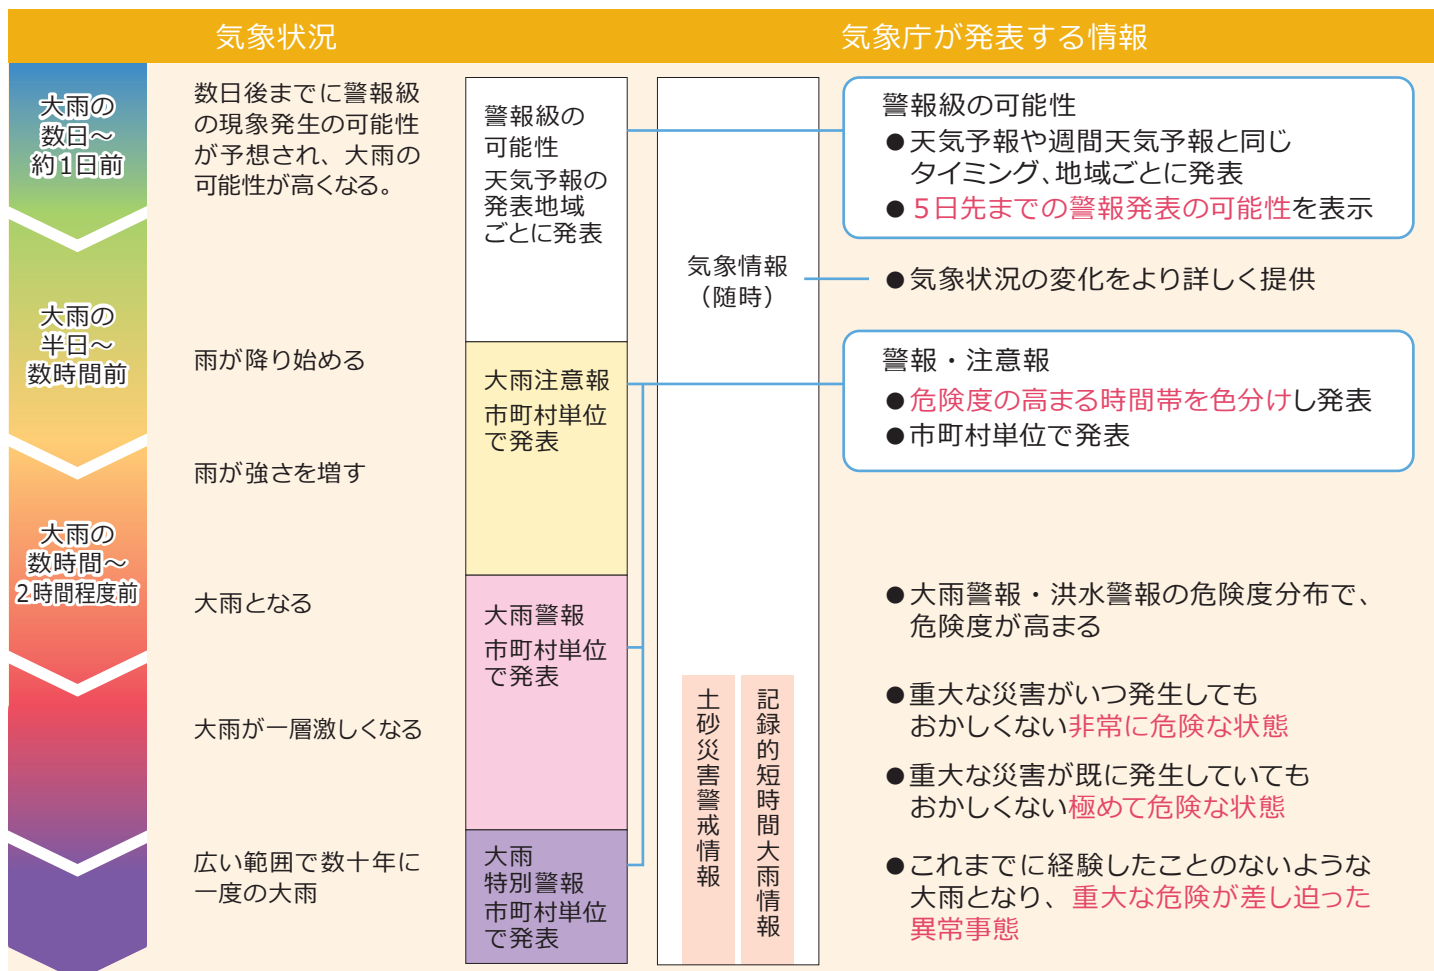 気象状況
気象庁が発表する情報
大雨の
数日〜
約1日前
大雨の
半日〜
数時間前
大雨の
数時間〜
2時間程度前
数日後までに警報級
の現象発生の可能性
が予想され、大雨の
可能性が高くなる。
雨が降り始める
雨が強さを増す
大雨となる
大雨が一層激しくなる
広い範囲で数十年に
一度の大雨
警報級の
可能性
天気予報の
発表地域
ごとに発表
大雨注意報
市町村単位
で発表
大雨警報
市町村単位
で発表
大雨
特別警報
市町村単位
で発表
気象情報
（随時）
土砂災害警戒情報
記録的短時間大雨情報
警報級の可能性
●天気予報や週間天気予報と同じ
タイミング、地域ごとに発表
●5日先までの警報発表の可能性を表示
●気象状況の変化をより詳しく提供
警報・注意報
●危険度の高まる時間帯を色分けし発表
●市町村単位で発表
●大雨警報・洪水警報の危険度分布で、
危険度が高まる
●重大な災害がいつ発生しても
おかしくない非常に危険な状態
●重大な災害が既に発生していても
おかしくない極めて危険な状態
●これまでに経験したことのないような
大雨となり、重大な危険が差し迫った
異常事態